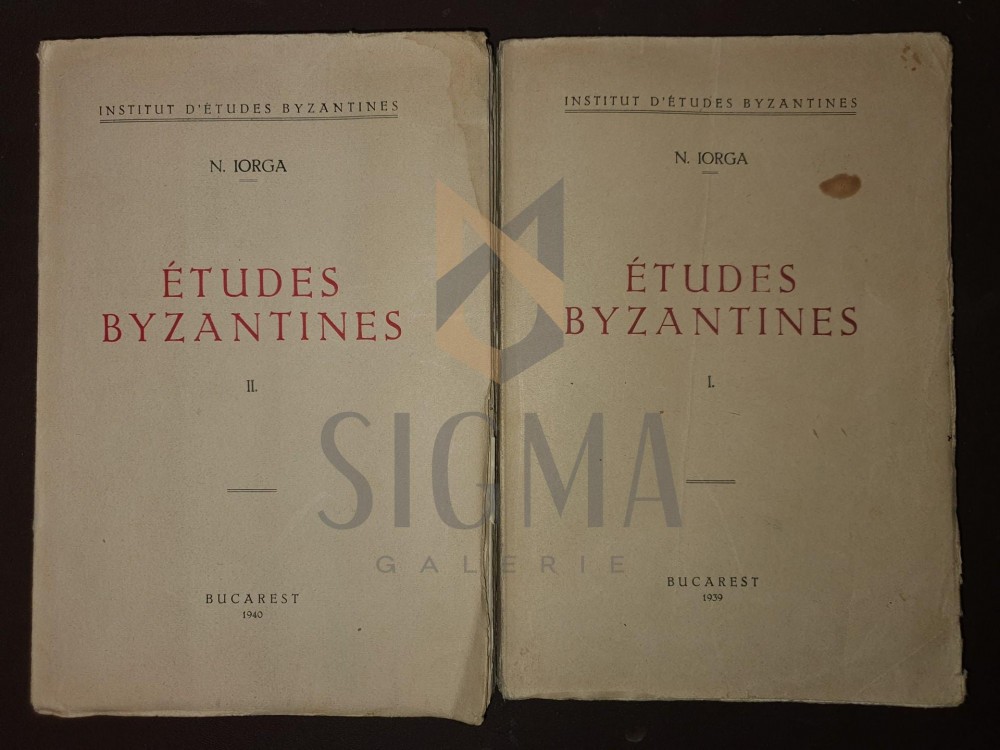 INSTITUT D'ÉTUDES BYZANTINES
N. IORGA
ÉTUDES
BYZANTINES
II.
BUCAREST
1940
INSTITUT D'ÉTUDES BYZANTINES
N. IORGA
ÉTUDES
BYZANTINES
I.
BUCAREST
1939
SIGMA
GALERIE